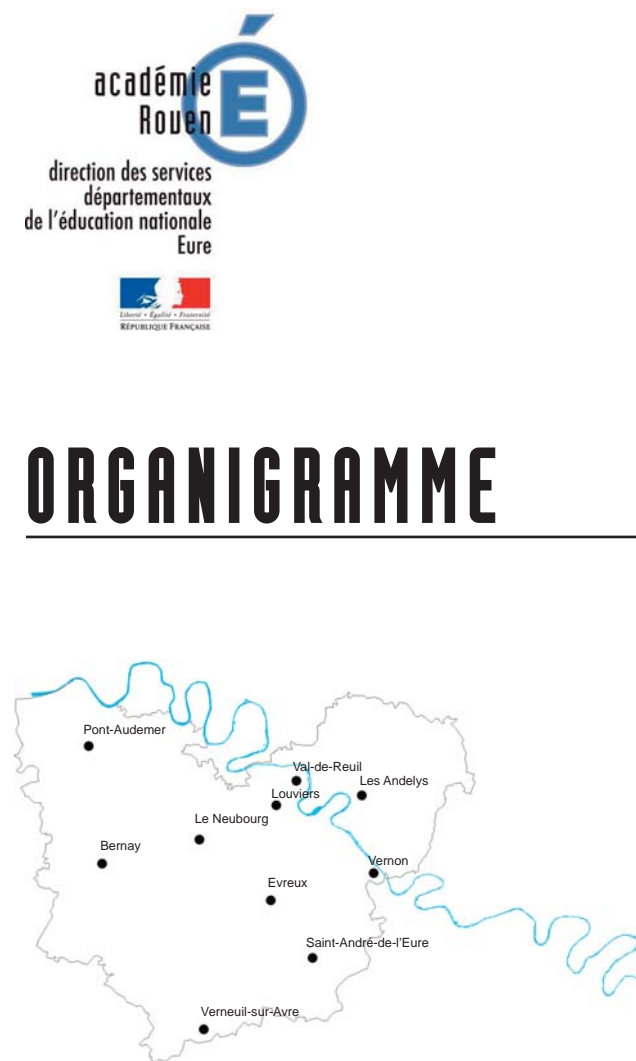 académie
Rouen
É
direction des services
départementaux
de l'éducation nationale
Eure
Liberté • Égalité • Fraternité
RÉPUBLIQUE FRANÇAISE
ORGANIGRAMME
Pont-Audemer
Val-de-Reuil
Les Andelys
Louviers
Le Neubourg
Bernay
Vernon
Evreux
Saint-André-de-l'Eure
Verneuil-sur-Avre